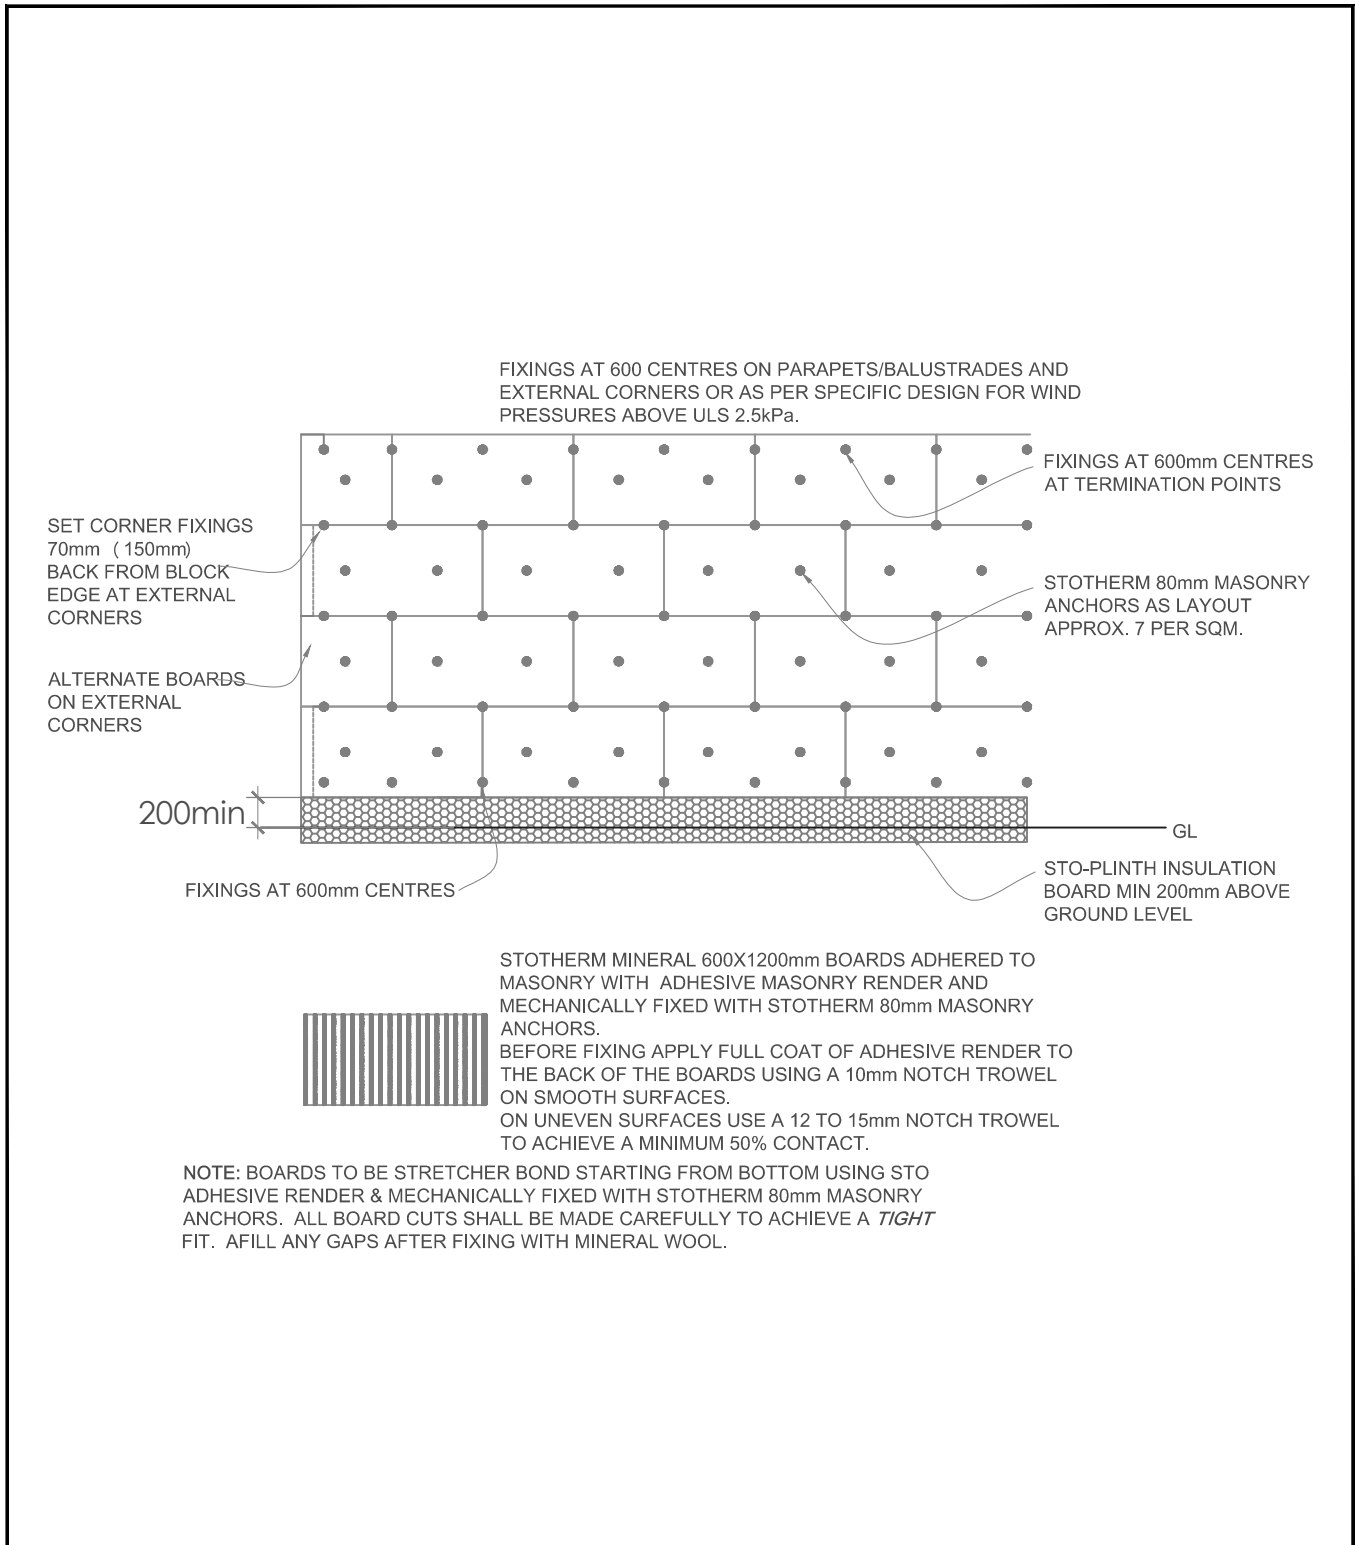 FIXINGS AT 600 CENTRES ON PARAPETS/BALUSTRADES AND
EXTERNAL CORNERS OR AS PER SPECIFIC DESIGN FOR WIND
PRESSURES ABOVE ULS 2.5kPa.
FIXINGS AT 600mm CENTRES
AT TERMINATION POINTS
SET CORNER FIXINGS
70mm ( 150mm)
BACK FROM BLOCK
EDGE AT EXTERNAL
CORNERS
STOTHERM 80mm MASONRY
ANCHORS AS LAYOUT
APPROX. 7 PER SQM.
ALTERNATE BOARDS
ON EXTERNAL
CORNERS
200min
GL
FIXINGS AT 600mm CENTRES
STO-PLINTH INSULATION
BOARD MIN 200mm ABOVE
GROUND LEVEL
STOTHERM MINERAL 600X1200mm BOARDS ADHERED TO
MASONRY WITH ADHESIVE MASONRY RENDER AND
MECHANICALLY FIXED WITH STOTHERM 80mm MASONRY
ANCHORS.
BEFORE FIXING APPLY FULL COAT OF ADHESIVE RENDER TO
THE BACK OF THE BOARDS USING A 10mm NOTCH TROWEL
ON SMOOTH SURFACES.
ON UNEVEN SURFACES USE A 12 TO 15mm NOTCH TROWEL
TO ACHIEVE A MINIMUM 50% CONTACT.
NOTE: BOARDS TO BE STRETCHER BOND STARTING FROM BOTTOM USING STO
ADHESIVE RENDER & MECHANICALLY FIXED WITH STOTHERM 80mm MASONRY
ANCHORS. ALL BOARD CUTS SHALL BE MADE CAREFULLY TO ACHIEVE A TIGHT
FIT. AFILL ANY GAPS AFTER FIXING WITH MINERAL WOOL.